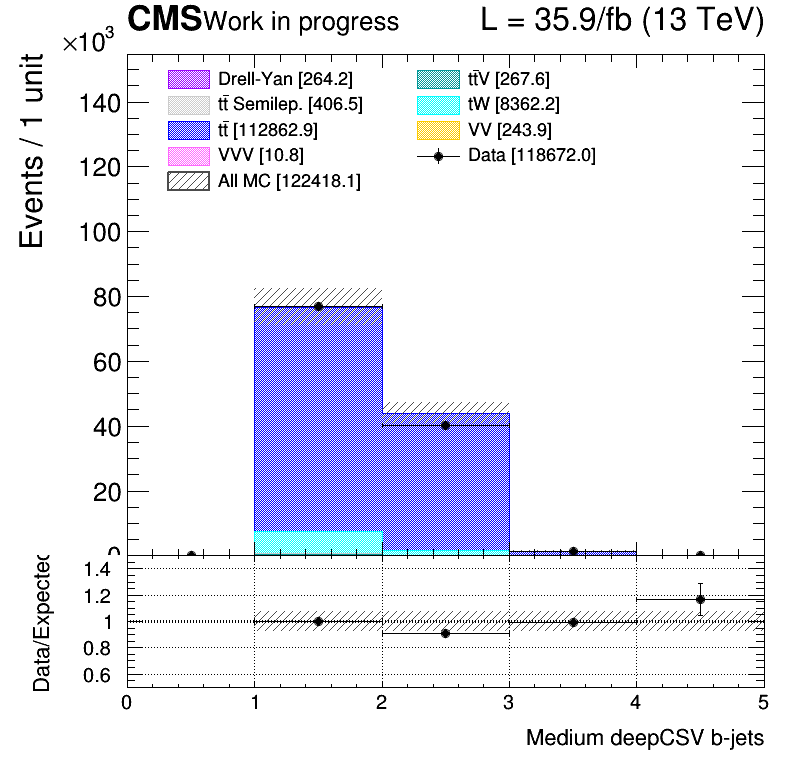 CMS Work in progress L = 35.9/fb (13 TeV)
×10³
Events / 1 unit
Drell-Yan [264.2]
tt̄ Semilep. [406.5]
tt̄ [112862.9]
VVV [10.8]
All MC [122418.1]
tt̄V [267.6]
tW [8362.2]
VV [243.9]
Data [118672.0]
140
120
100
80
60
40
20
0
Data/Expected
1.4
1.2
1
0.8
0.6
0 1 2 3 4 5
Medium deepCSV b-jets